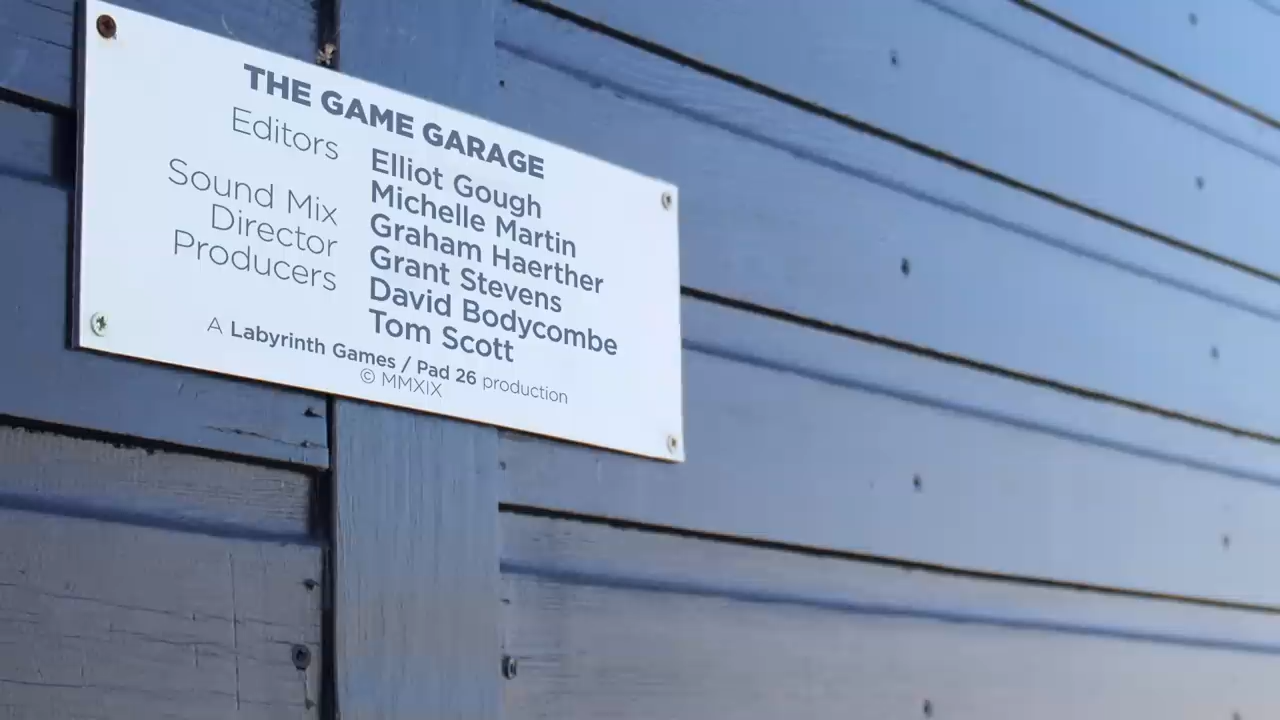 THE GAME GARAGE
Editors Elliot Gough
Michelle Martin
Sound Mix Graham Haerther
Director Grant Stevens
Producers David Bodycombe
Tom Scott
A Labyrinth Games / Pad 26 production
© MMXIX